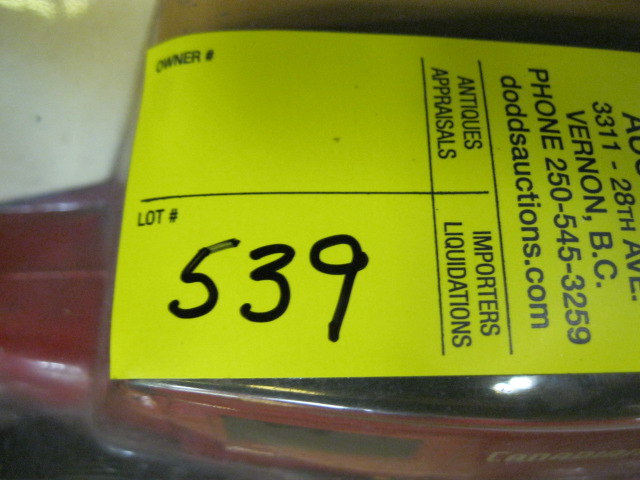 OWNER #
LOT #
539
ANTIQUES
APPRAISALS
IMPORTERS
LIQUIDATIONS
3311 - 28TH AVE.
VERNON, B.C.
PHONE 250-545-3259
doddsauctions.com